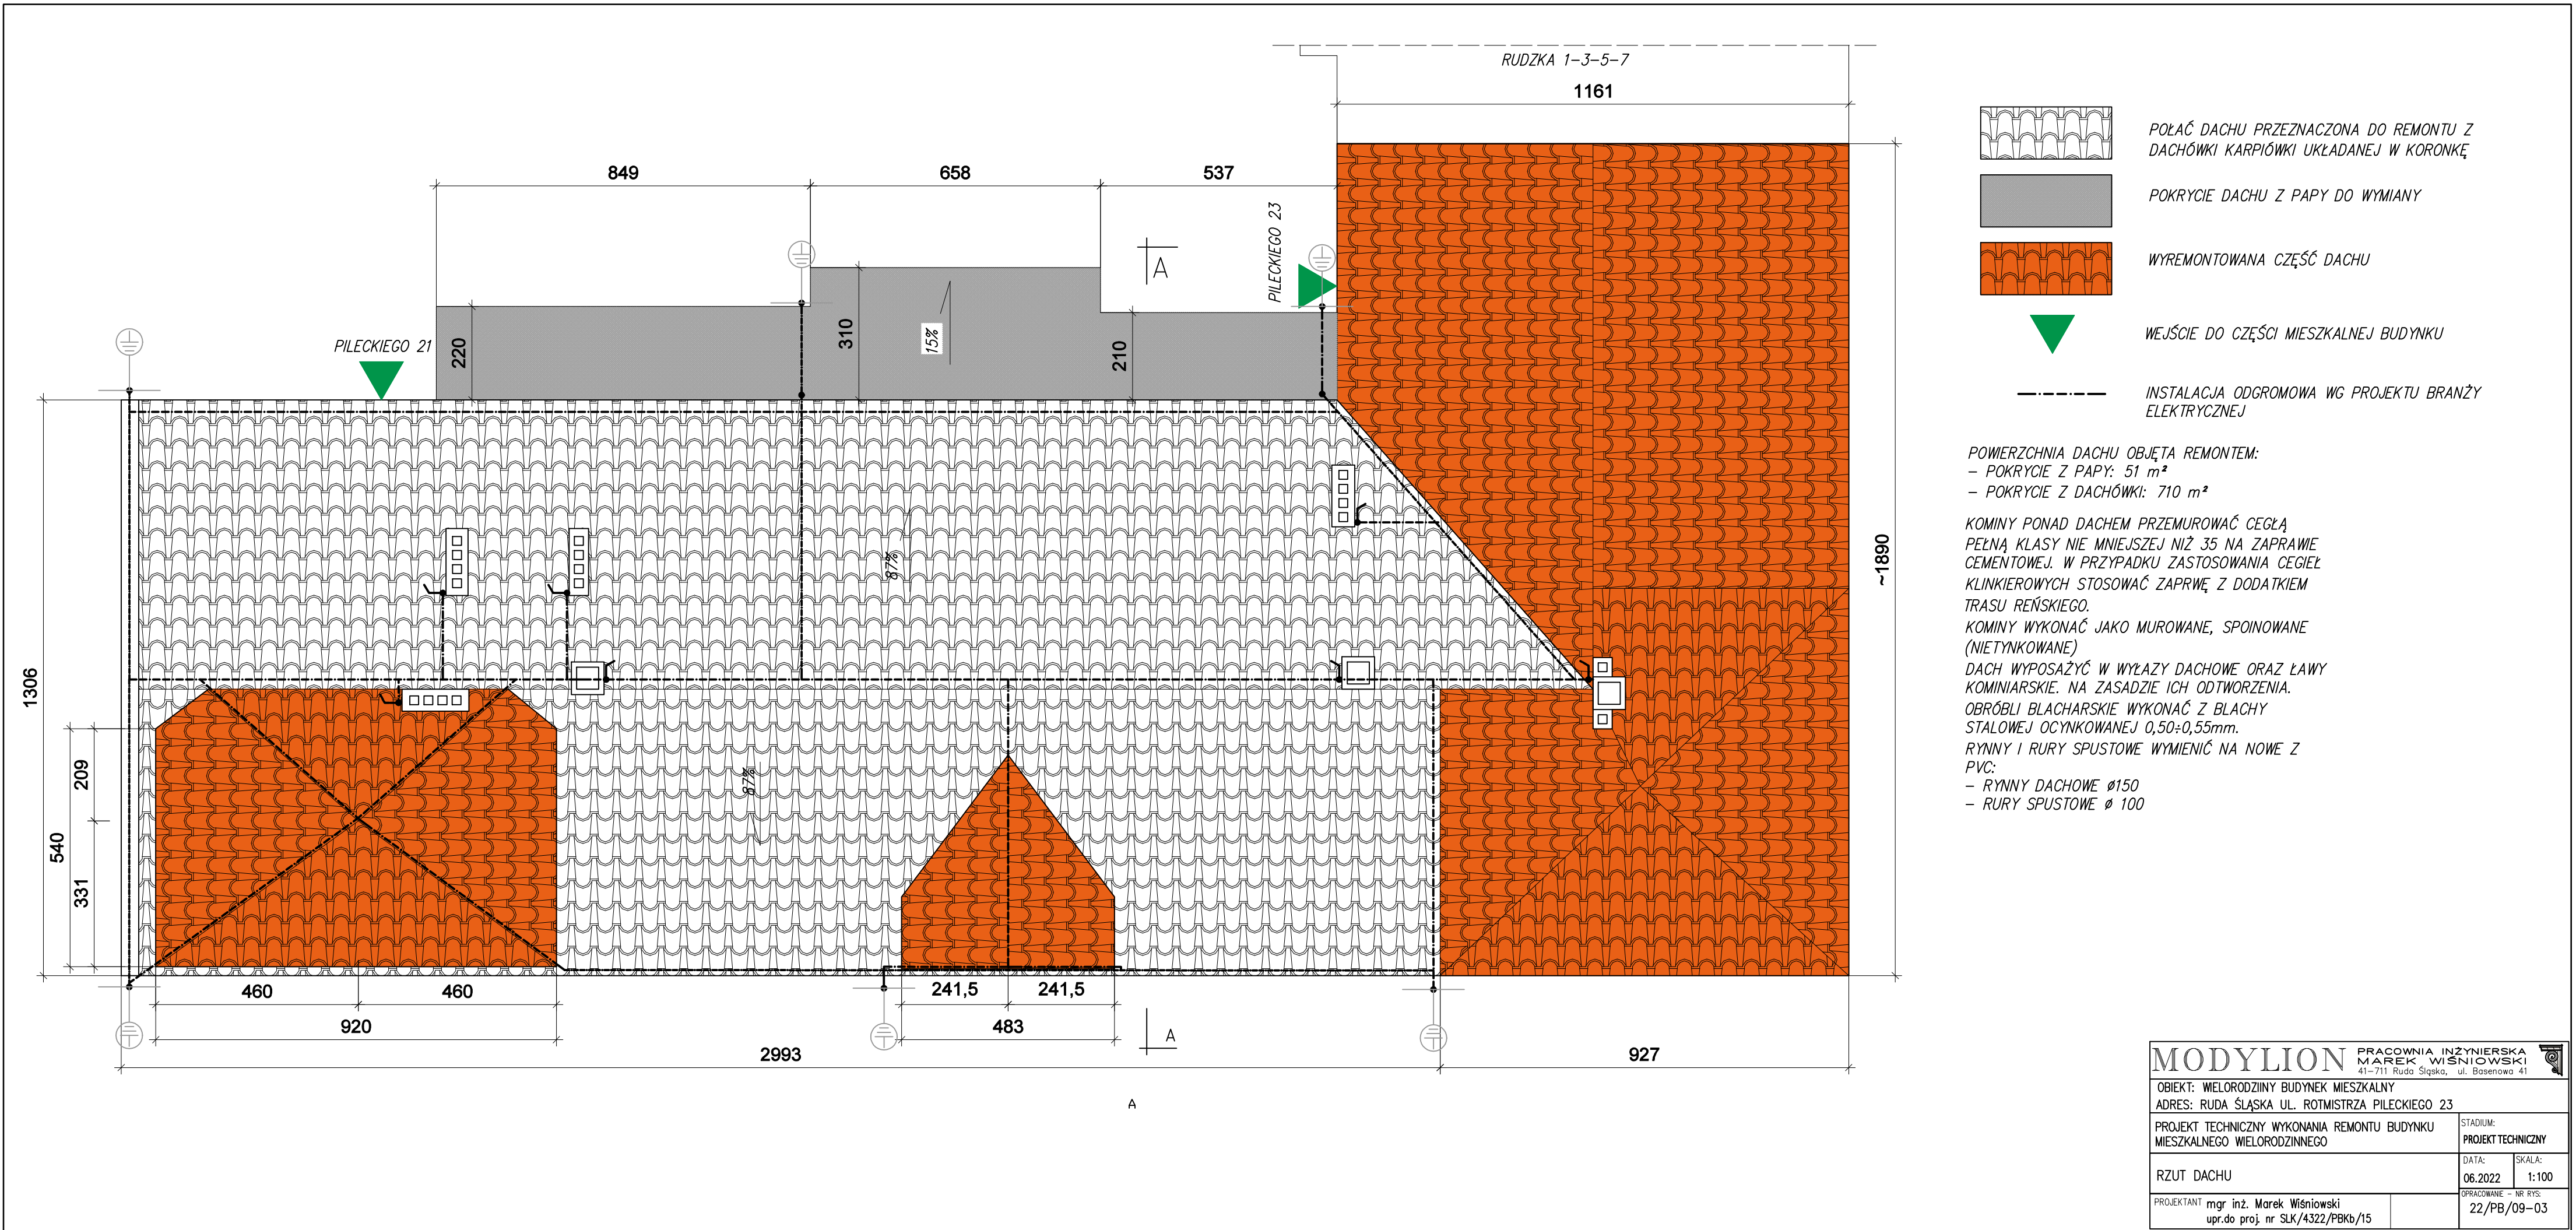 RUDZKA 1-3-5-7
1161
849
658
537
PILECKIEGO 23
A
PILECKIEGO 21
220
310
15%
210
87%
~1890
1306
540
209
331
87%
460
460
241,5
241,5
920
483
A
2993
927
A
POŁAĆ DACHU PRZEZNACZONA DO REMONTU Z
DACHÓWKI KARPIÓWKI UKŁADANEJ W KORONKĘ
POKRYCIE DACHU Z PAPY DO WYMIANY
WYREMONTOWANA CZĘŚĆ DACHU
WEJŚCIE DO CZĘŚCI MIESZKALNEJ BUDYNKU
INSTALACJA ODGROMOWA WG PROJEKTU BRANŻY
ELEKTRYCZNEJ
POWIERZCHNIA DACHU OBJĘTA REMONTEM:
- POKRYCIE Z PAPY: 51 m²
- POKRYCIE Z DACHÓWKI: 710 m²
KOMINY PONAD DACHEM PRZEMUROWAĆ CEGŁĄ
PEŁNĄ KLASY NIE MNIEJSZEJ NIŻ 35 NA ZAPRAWIE
CEMENTOWEJ. W PRZYPADKU ZASTOSOWANIA CEGIEŁ
KLINKIEROWYCH STOSOWAĆ ZAPRWĘ Z DODATKIEM
TRASU REŃSKIEGO.
KOMINY WYKONAĆ JAKO MUROWANE, SPOINOWANE
(NIETYNKOWANE)
DACH WYPOSAŻYĆ W WYŁAZY DACHOWE ORAZ ŁAWY
KOMINIARSKIE. NA ZASADZIE ICH ODTWORZENIA.
OBRÓBLI BLACHARSKIE WYKONAĆ Z BLACHY
STALOWEJ OCYNKOWANEJ 0,50÷0,55mm.
RYNNY I RURY SPUSTOWE WYMIENIĆ NA NOWE Z
PVC:
- RYNNY DACHOWE ø150
- RURY SPUSTOWE ø 100
MODYLION PRACOWNIA INŻYNIERSKA
MAREK WIŚNIOWSKI
41-711 Ruda Śląska, ul. Basenowa 41
OBIEKT: WIELORODZIINY BUDYNEK MIESZKALNY
ADRES: RUDA ŚLĄSKA UL. ROTMISTRZA PILECKIEGO 23
PROJEKT TECHNICZNY WYKONANIA REMONTU BUDYNKU
MIESZKALNEGO WIELORODZINNEGO
STADIUM:
PROJEKT TECHNICZNY
RZUT DACHU
DATA:
06.2022
SKALA:
1:100
PROJEKTANT mgr inż. Marek Wiśniowski
upr.do proj. nr SLK/4322/PBKb/15
OPRACOWANIE - NR RYS:
22/PB/09-03